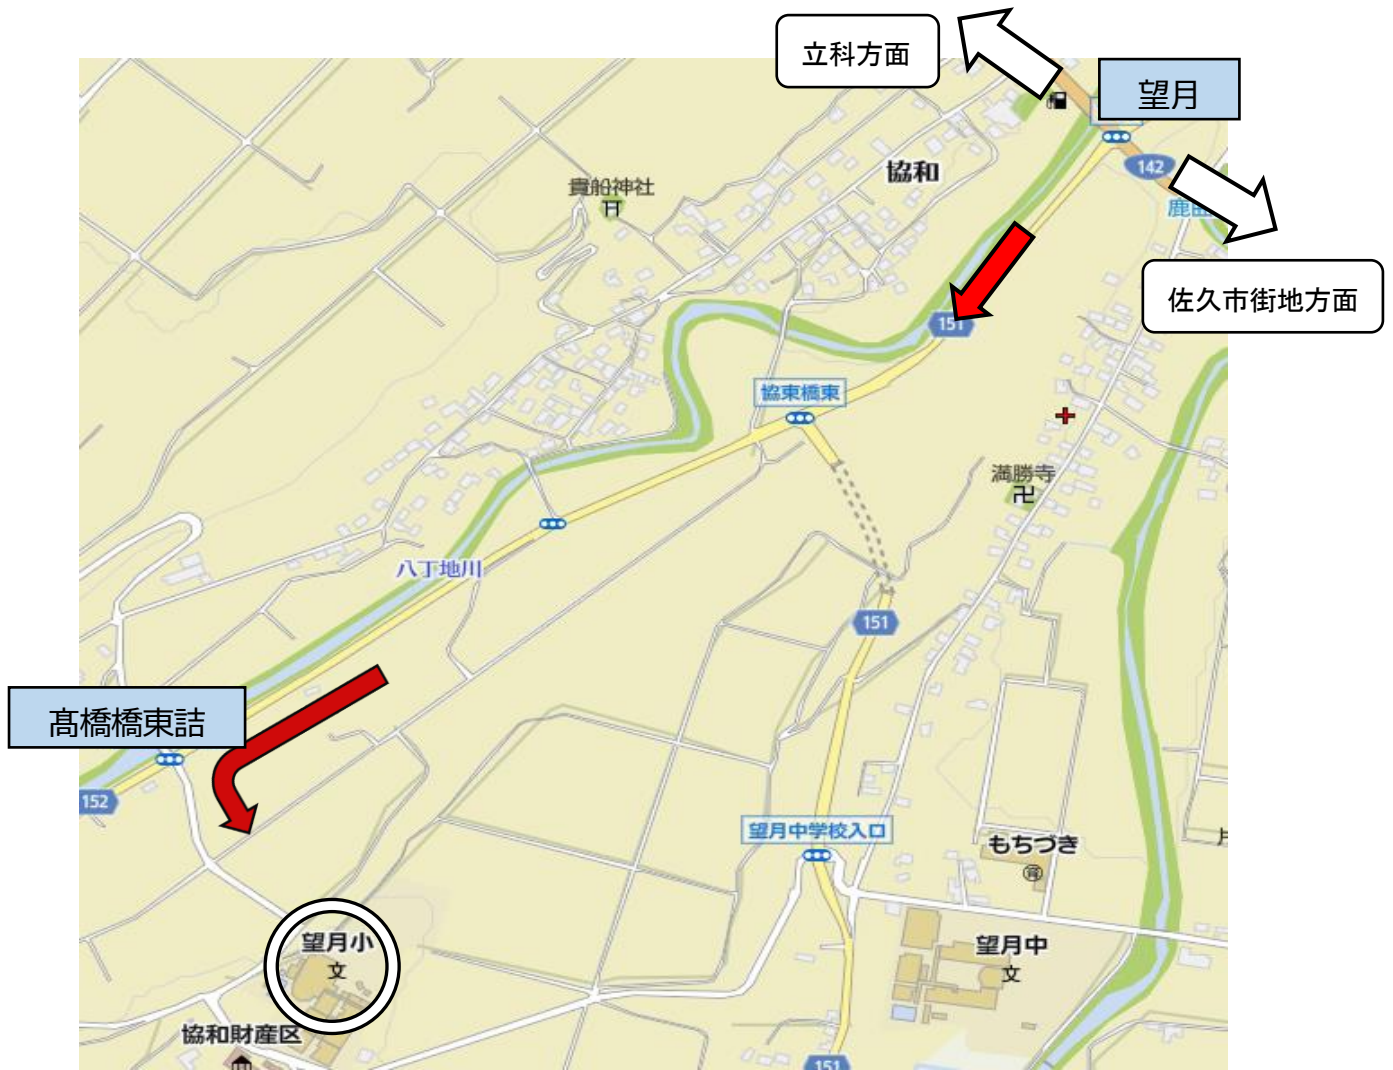 立科方面
望月
協和
142
貴船神社
鹿曲
佐久市街地方面
151
協東橋東
満勝寺
八丁地川
151
髙橋橋東詰
152
望月中学校入口
もちづき
望月小
文
望月中
文
協和財産区
151